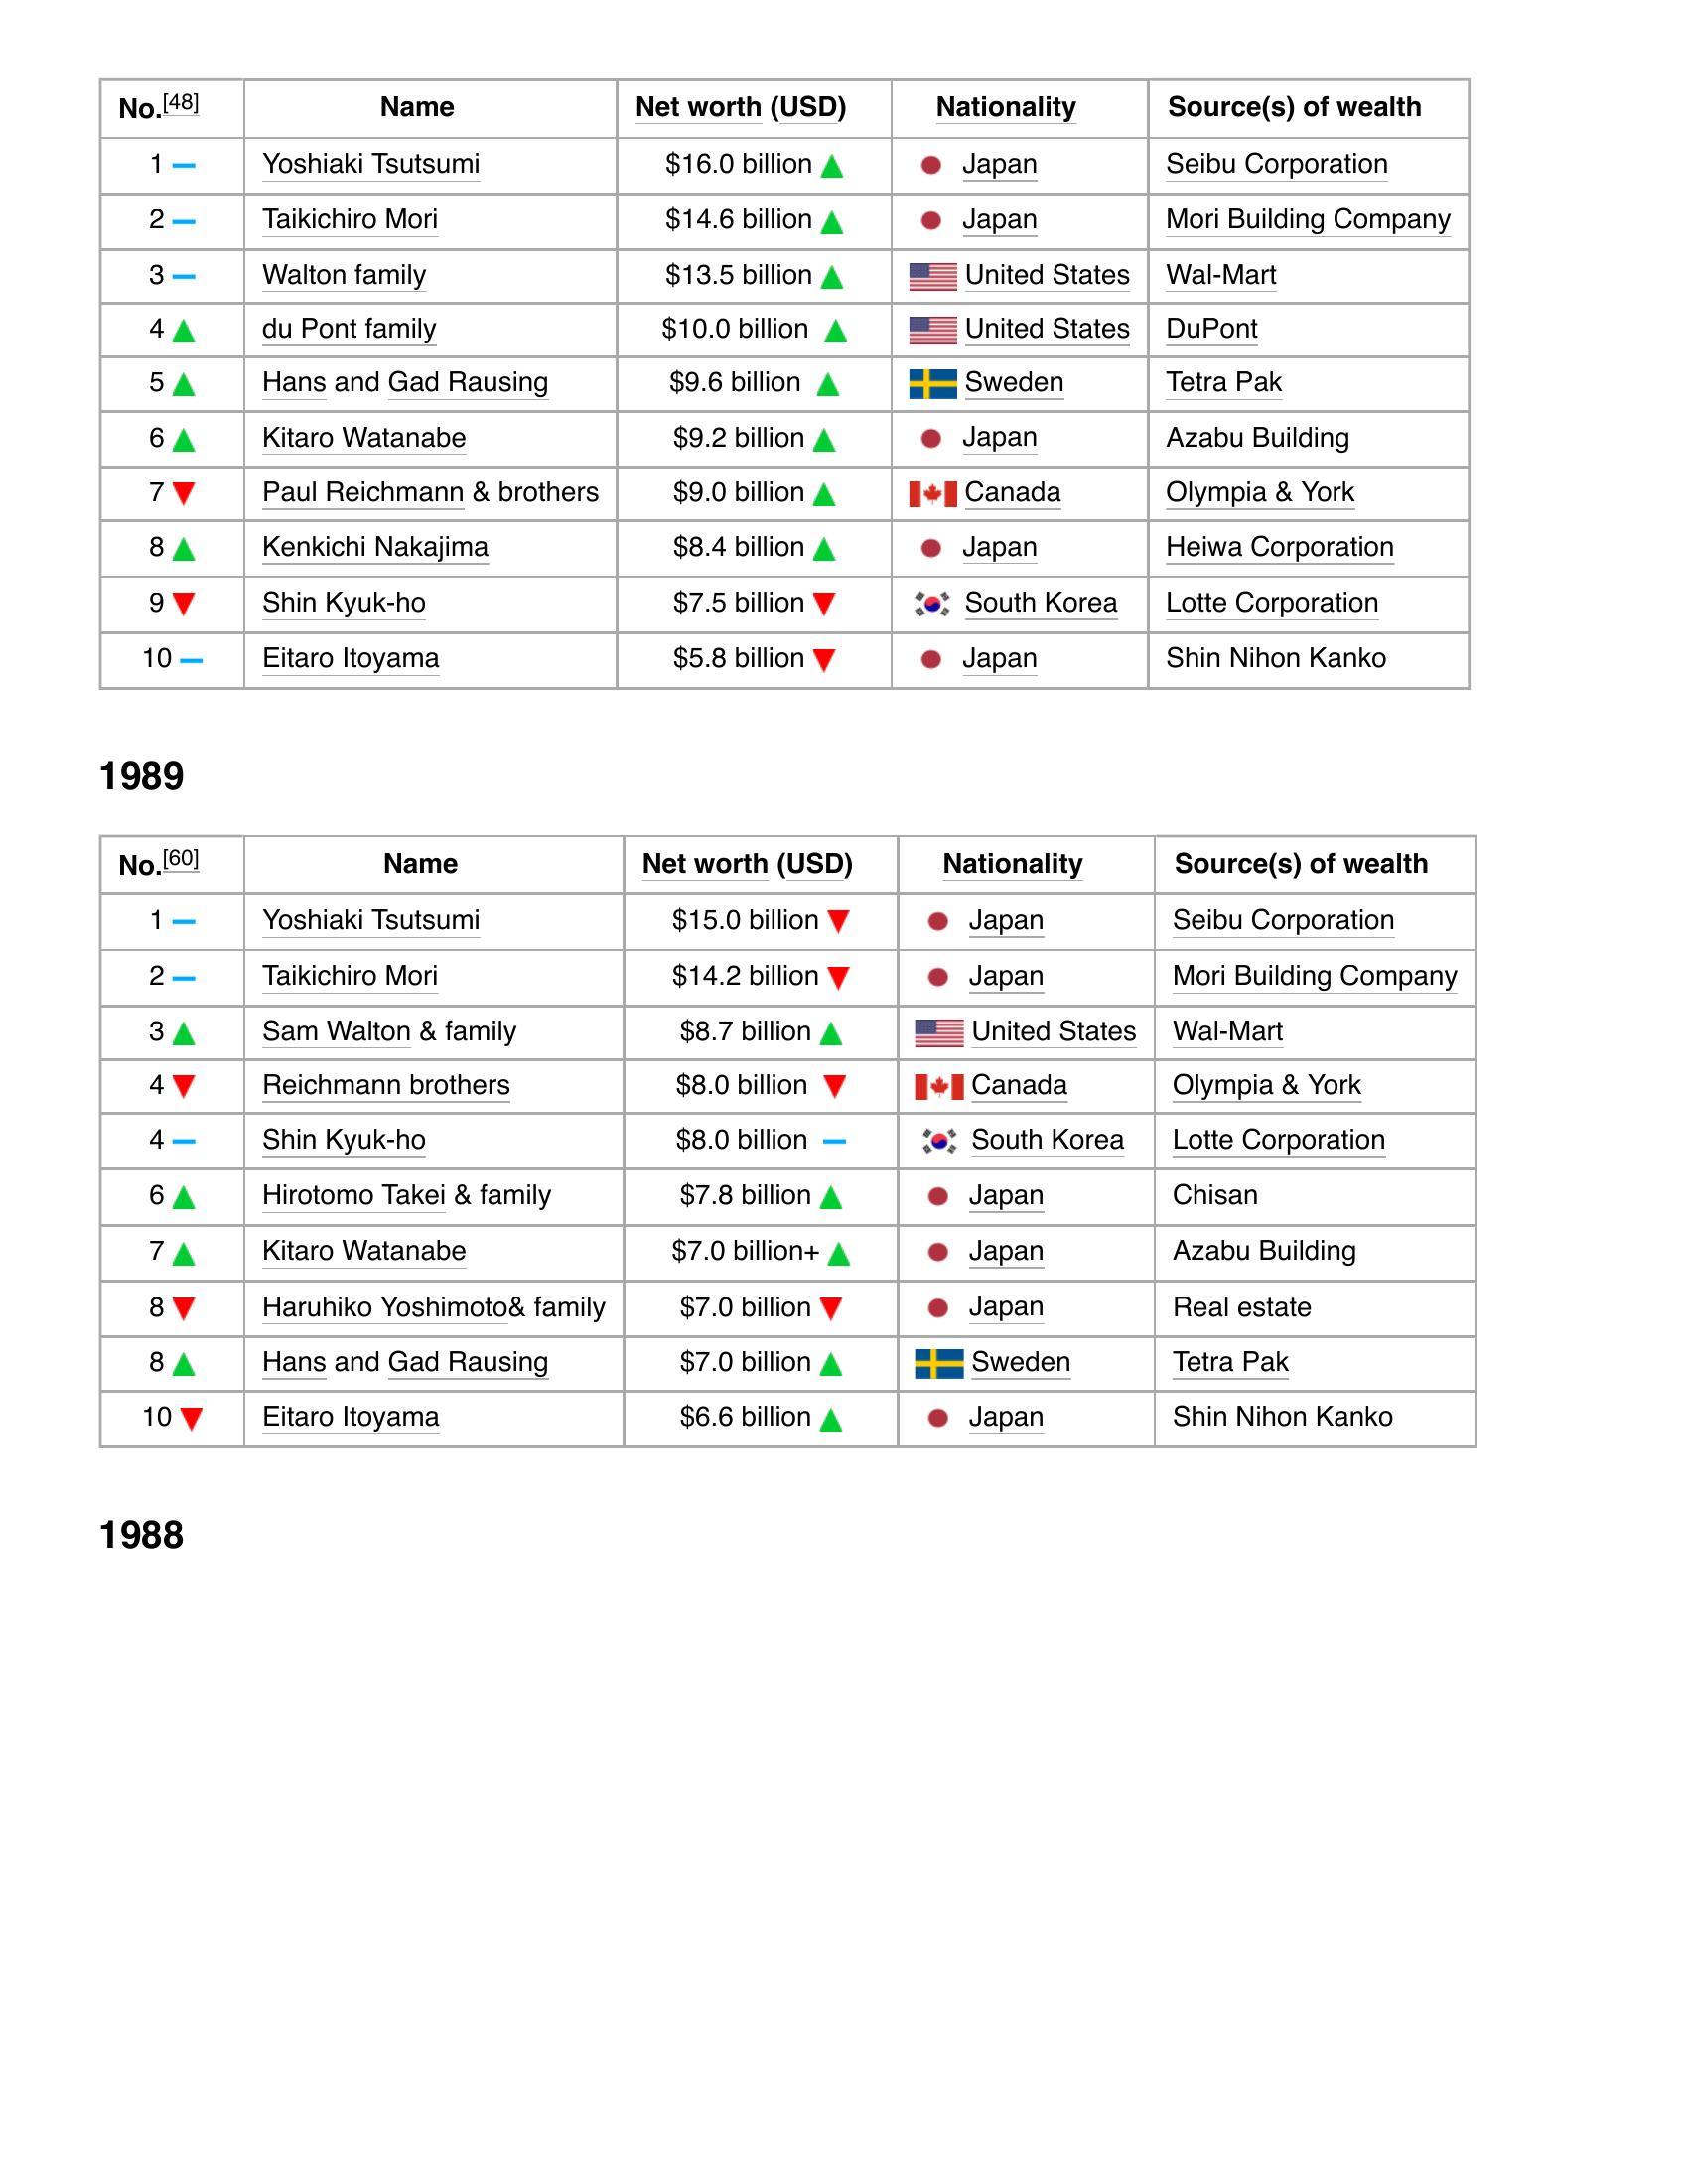 No.[48] Name Net worth (USD) Nationality Source(s) of wealth
1 Yoshiaki Tsutsumi $16.0 billion Japan Seibu Corporation
2 Taikichiro Mori $14.6 billion Japan Mori Building Company
3 Walton family $13.5 billion United States Wal-Mart
4 du Pont family $10.0 billion United States DuPont
5 Hans and Gad Rausing $9.6 billion Sweden Tetra Pak
6 Kitaro Watanabe $9.2 billion Japan Azabu Building
7 Paul Reichmann & brothers $9.0 billion Canada Olympia & York
8 Kenkichi Nakajima $8.4 billion Japan Heiwa Corporation
9 Shin Kyuk-ho $7.5 billion South Korea Lotte Corporation
10 Eitaro Itoyama $5.8 billion Japan Shin Nihon Kanko
1989
No.[60] Name Net worth (USD) Nationality Source(s) of wealth
1 Yoshiaki Tsutsumi $15.0 billion Japan Seibu Corporation
2 Taikichiro Mori $14.2 billion Japan Mori Building Company
3 Sam Walton & family $8.7 billion United States Wal-Mart
4 Reichmann brothers $8.0 billion Canada Olympia & York
4 Shin Kyuk-ho $8.0 billion South Korea Lotte Corporation
6 Hirotomo Takei & family $7.8 billion Japan Chisan
7 Kitaro Watanabe $7.0 billion+ Japan Azabu Building
8 Haruhiko Yoshimoto& family $7.0 billion Japan Real estate
8 Hans and Gad Rausing $7.0 billion Sweden Tetra Pak
10 Eitaro Itoyama $6.6 billion Japan Shin Nihon Kanko
1988